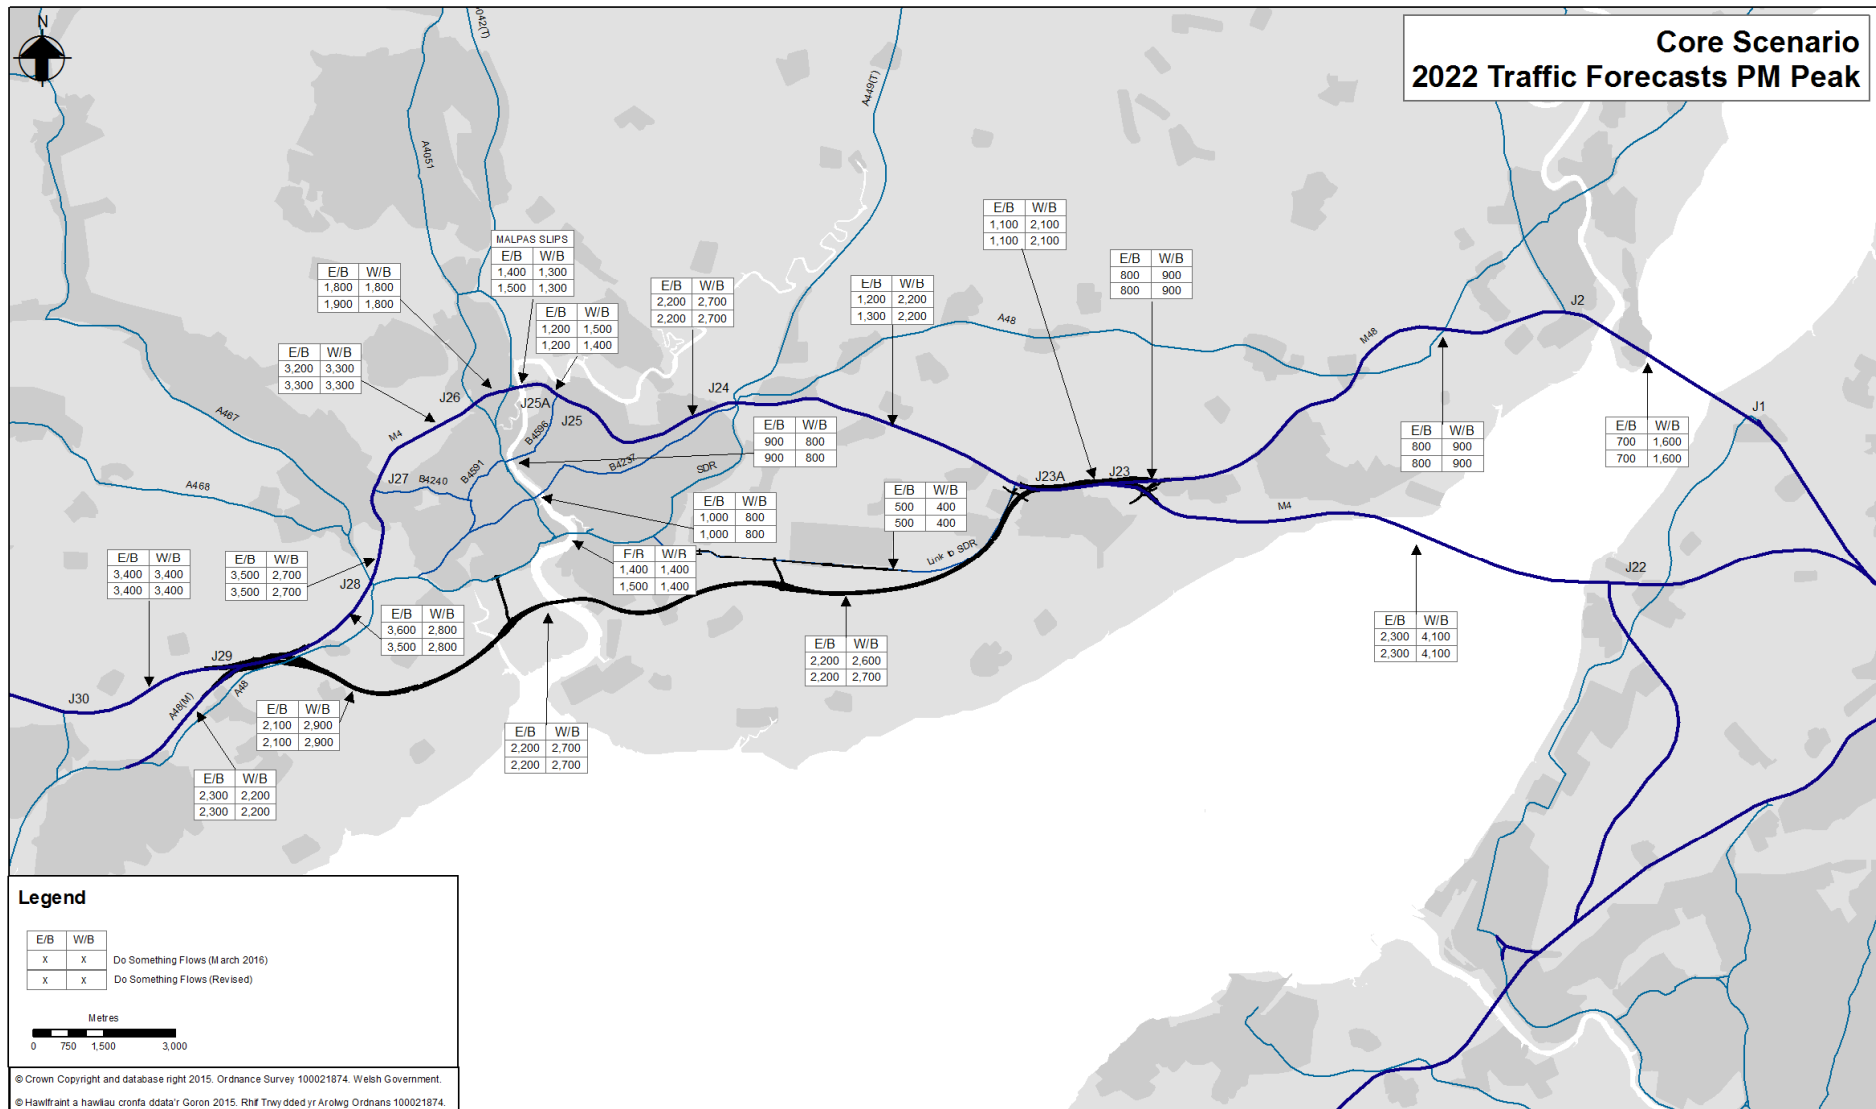 N
Core Scenario
2022 Traffic Forecasts PM Peak
A4051
A449(T)
E/B W/B
1,100 2,100
1,100 2,100
MALPAS SLIPS
E/B W/B
1,400 1,300
1,500 1,300
E/B W/B
1,800 1,800
1,900 1,800
E/B W/B
2,200 2,700
2,200 2,700
E/B W/B
1,200 2,200
1,300 2,200
E/B W/B
800 900
800 900
E/B W/B
1,200 1,500
1,200 1,400
E/B W/B
3,200 3,300
3,300 3,300
A48
M48
J2
J24
J26
J25A
J25
J1
A467
M4
B4596
E/B W/B
900 800
900 800
E/B W/B
800 900
800 900
E/B W/B
700 1,600
700 1,600
A468
J27
B4240
B4591
B4237
SDR
J23A
J23
M4
E/B W/B
1,000 800
1,000 800
E/B W/B
500 400
500 400
Link to SDR
E/B W/B
3,400 3,400
3,400 3,400
E/B W/B
3,500 2,700
3,500 2,700
J28
E/B W/B
1,400 1,400
1,500 1,400
J22
E/B W/B
3,600 2,800
3,500 2,800
E/B W/B
2,200 2,600
2,200 2,700
E/B W/B
2,300 4,100
2,300 4,100
J29
J30
A48(M)
A48
E/B W/B
2,100 2,900
2,100 2,900
E/B W/B
2,200 2,700
2,200 2,700
E/B W/B
2,300 2,200
2,300 2,200
Legend
E/B W/B
x x Do Something Flows (March 2016)
x x Do Something Flows (Revised)
Metres
0 750 1,500 3,000
© Crown Copyright and database right 2015. Ordnance Survey 100021874. Welsh Government.
© Hawlfraint a hawliau cronfa ddata'r Goron 2015. Rhif Trwydded yr Arolwg Ordnans 100021874.